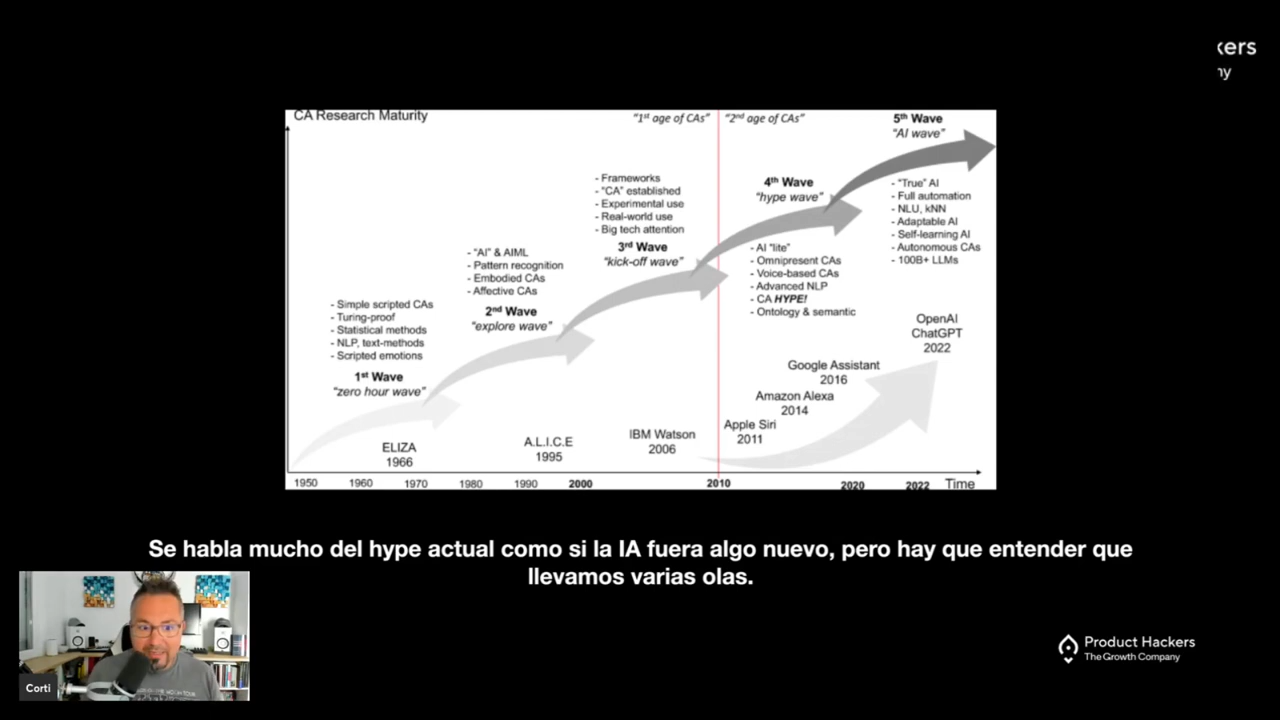 kers
ny
CA Research Maturity
"1st age of CAs"
"2nd age of CAs"
5th Wave
"AI wave"
- "True" AI
- Full automation
- NLU, kNN
- Adaptable AI
- Self-learning AI
- Autonomous CAs
- 100B+ LLMs
4th Wave
"hype wave"
- AI "lite"
- Omnipresent CAs
- Voice-based CAs
- Advanced NLP
- CA HYPE!
- Ontology & semantic
- Frameworks
- "CA" established
- Experimental use
- Real-world use
- Big tech attention
3rd Wave
"kick-off wave"
- "AI" & AIML
- Pattern recognition
- Embodied CAs
- Affective CAs
2nd Wave
"explore wave"
- Simple scripted CAs
- Turing-proof
- Statistical methods
- NLP, text-methods
- Scripted emotions
1st Wave
"zero hour wave"
ELIZA
1966
A.L.I.C.E
1995
IBM Watson
2006
Apple Siri
2011
Amazon Alexa
2014
Google Assistant
2016
OpenAI
ChatGPT
2022
1950 1960 1970 1980 1990 2000 2010 2020 2022 Time
Se habla mucho del hype actual como si la IA fuera algo nuevo, pero hay que entender que
llevamos varias olas.
Corti
Product Hackers
The Growth Company